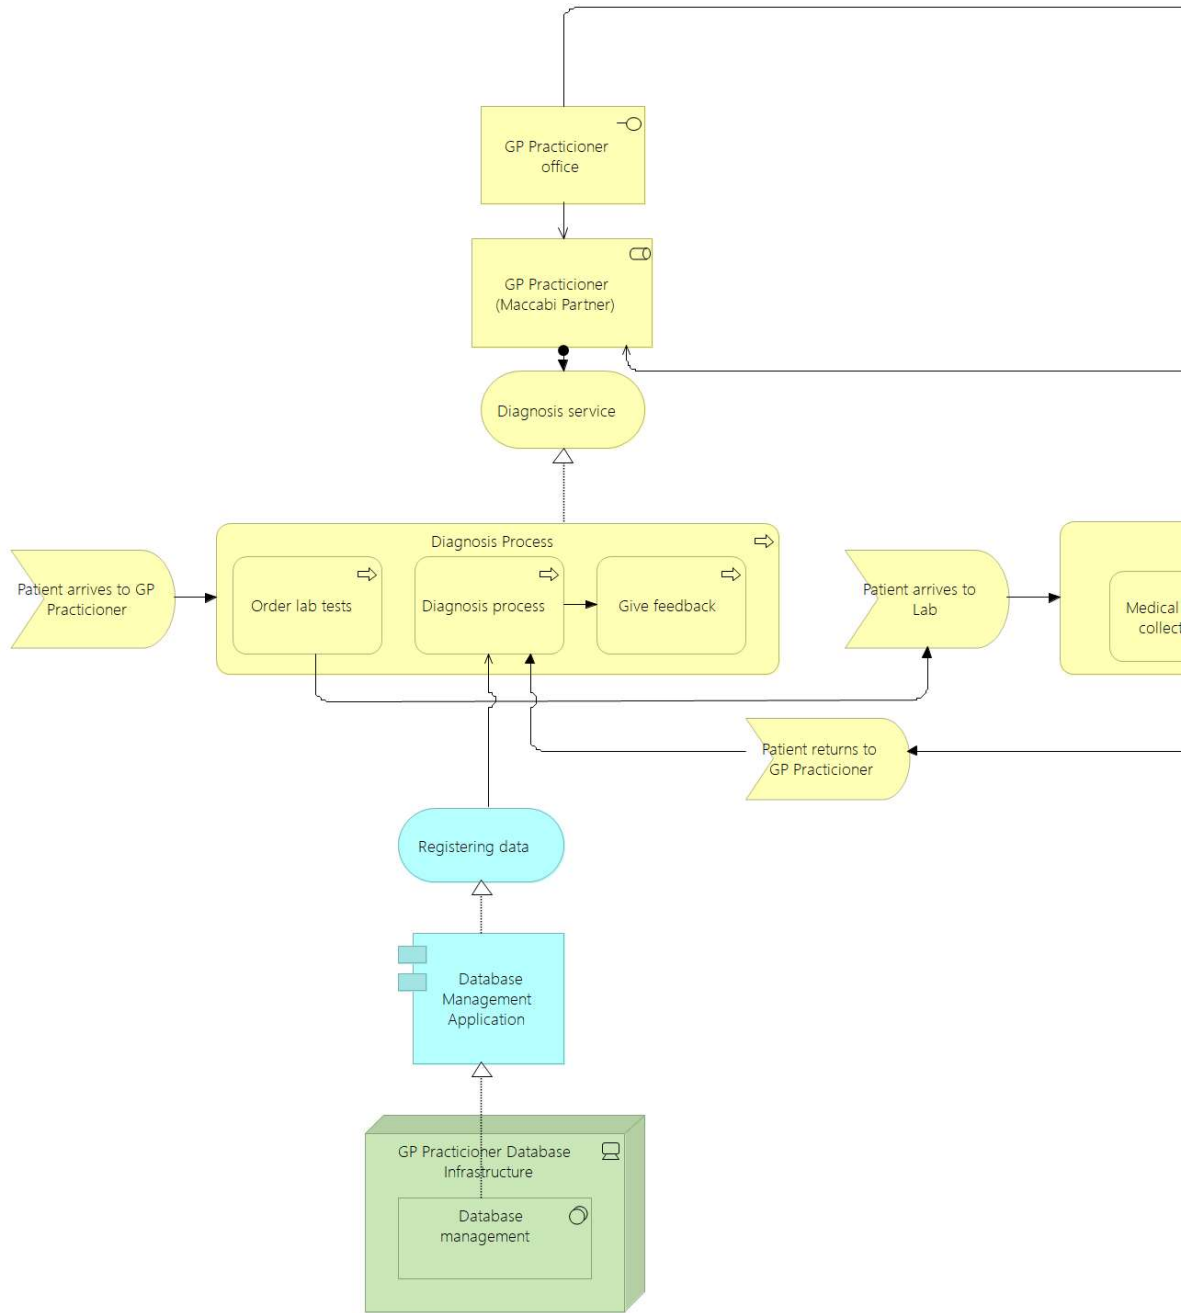 GP Practicioner
office
GP Practicioner
(Maccabi Partner)
Diagnosis service
Diagnosis Process
Patient arrives to GP
Practicioner
Order lab tests
Diagnosis process
Give feedback
Patient arrives to
Lab
Medical
collect
Patient returns to
GP Practicioner
Registering data
Database
Management
Application
GP Practicioner Database
Infrastructure
Database
management